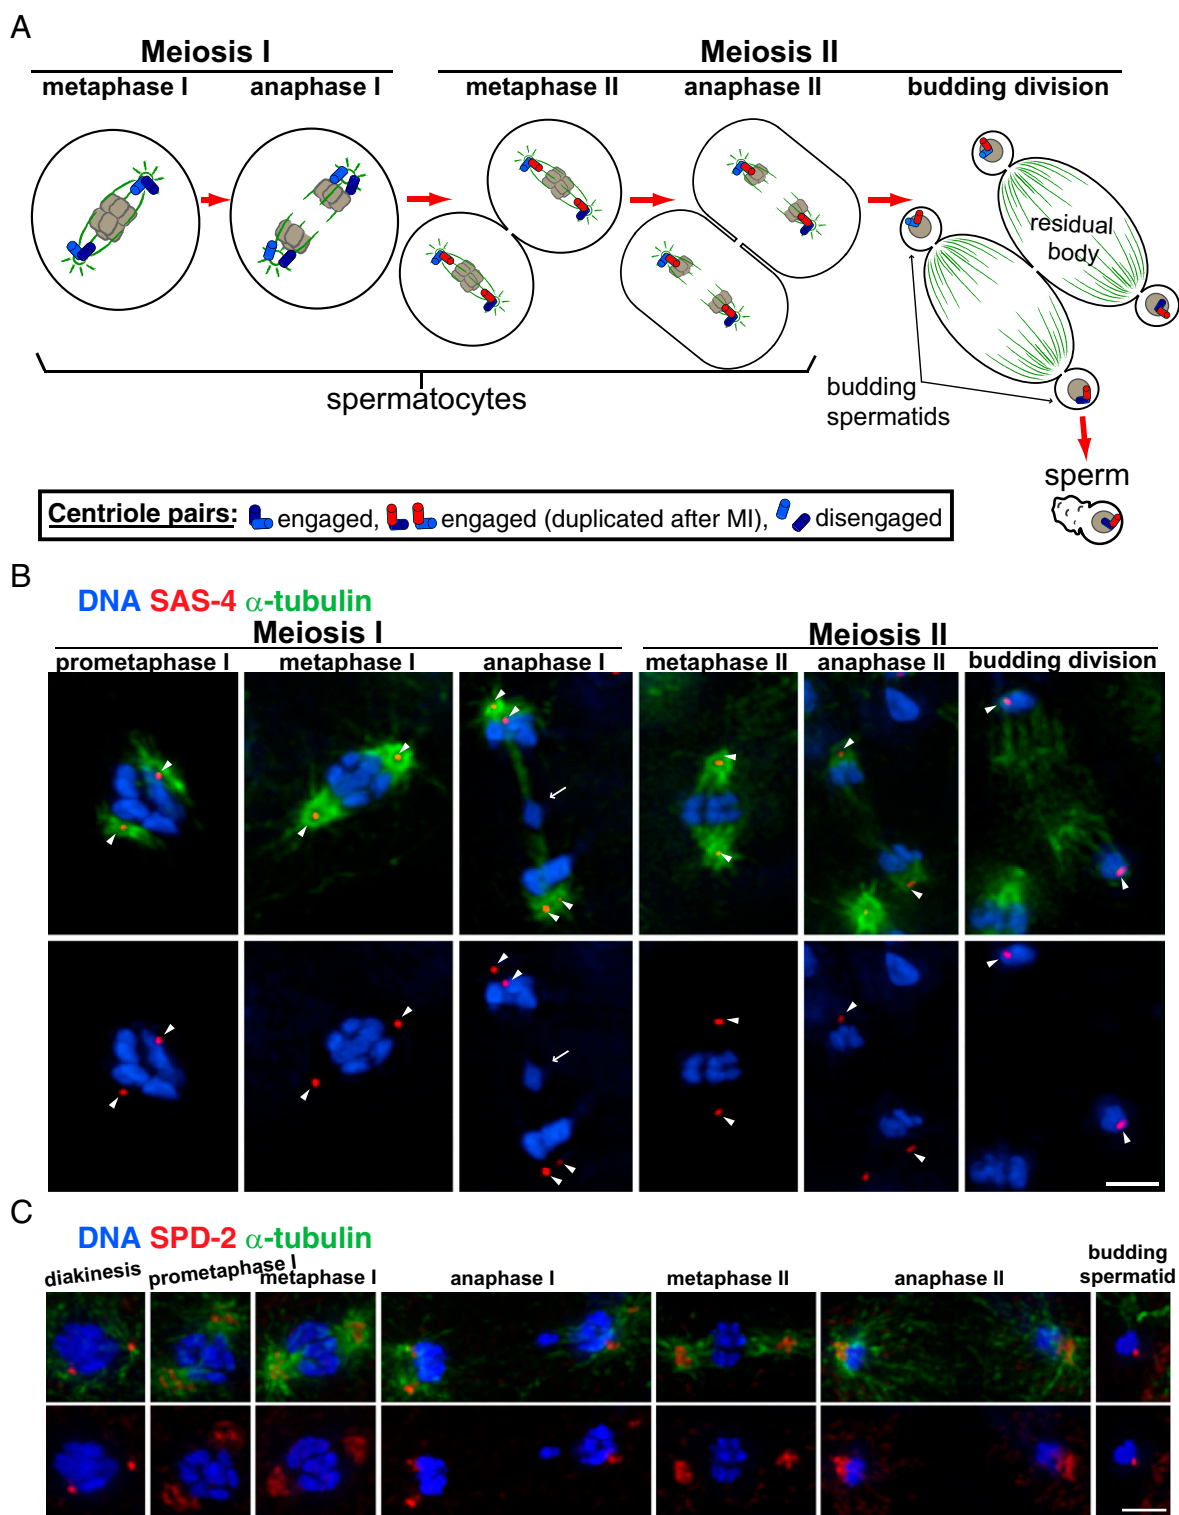 A
Meiosis I
Meiosis II
metaphase I
anaphase I
metaphase II
anaphase II
budding division
residual
body
spermatocytes
budding
spermatids
sperm
Centriole pairs: engaged, engaged (duplicated after MI), disengaged
B
DNA SAS-4 α-tubulin
Meiosis I
Meiosis II
prometaphase I
metaphase I
anaphase I
metaphase II
anaphase II
budding division
C
DNA SPD-2 α-tubulin
diakinesis
prometaphase I
metaphase I
anaphase I
metaphase II
anaphase II
budding
spermatid